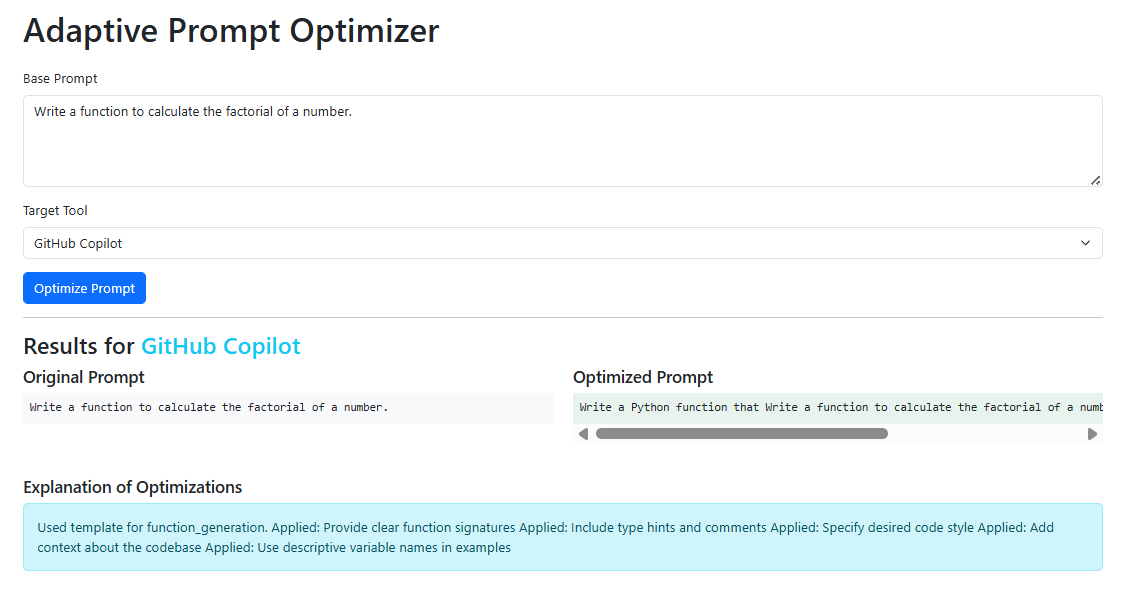 Adaptive Prompt Optimizer
Base Prompt
Write a function to calculate the factorial of a number.
Target Tool
GitHub Copilot
Optimize Prompt
Results for GitHub Copilot
Original Prompt
Write a function to calculate the factorial of a number.
Optimized Prompt
Write a Python function that Write a function to calculate the factorial of a numb
Explanation of Optimizations
Used template for function_generation. Applied: Provide clear function signatures Applied: Include type hints and comments Applied: Specify desired code style Applied: Add
context about the codebase Applied: Use descriptive variable names in examples